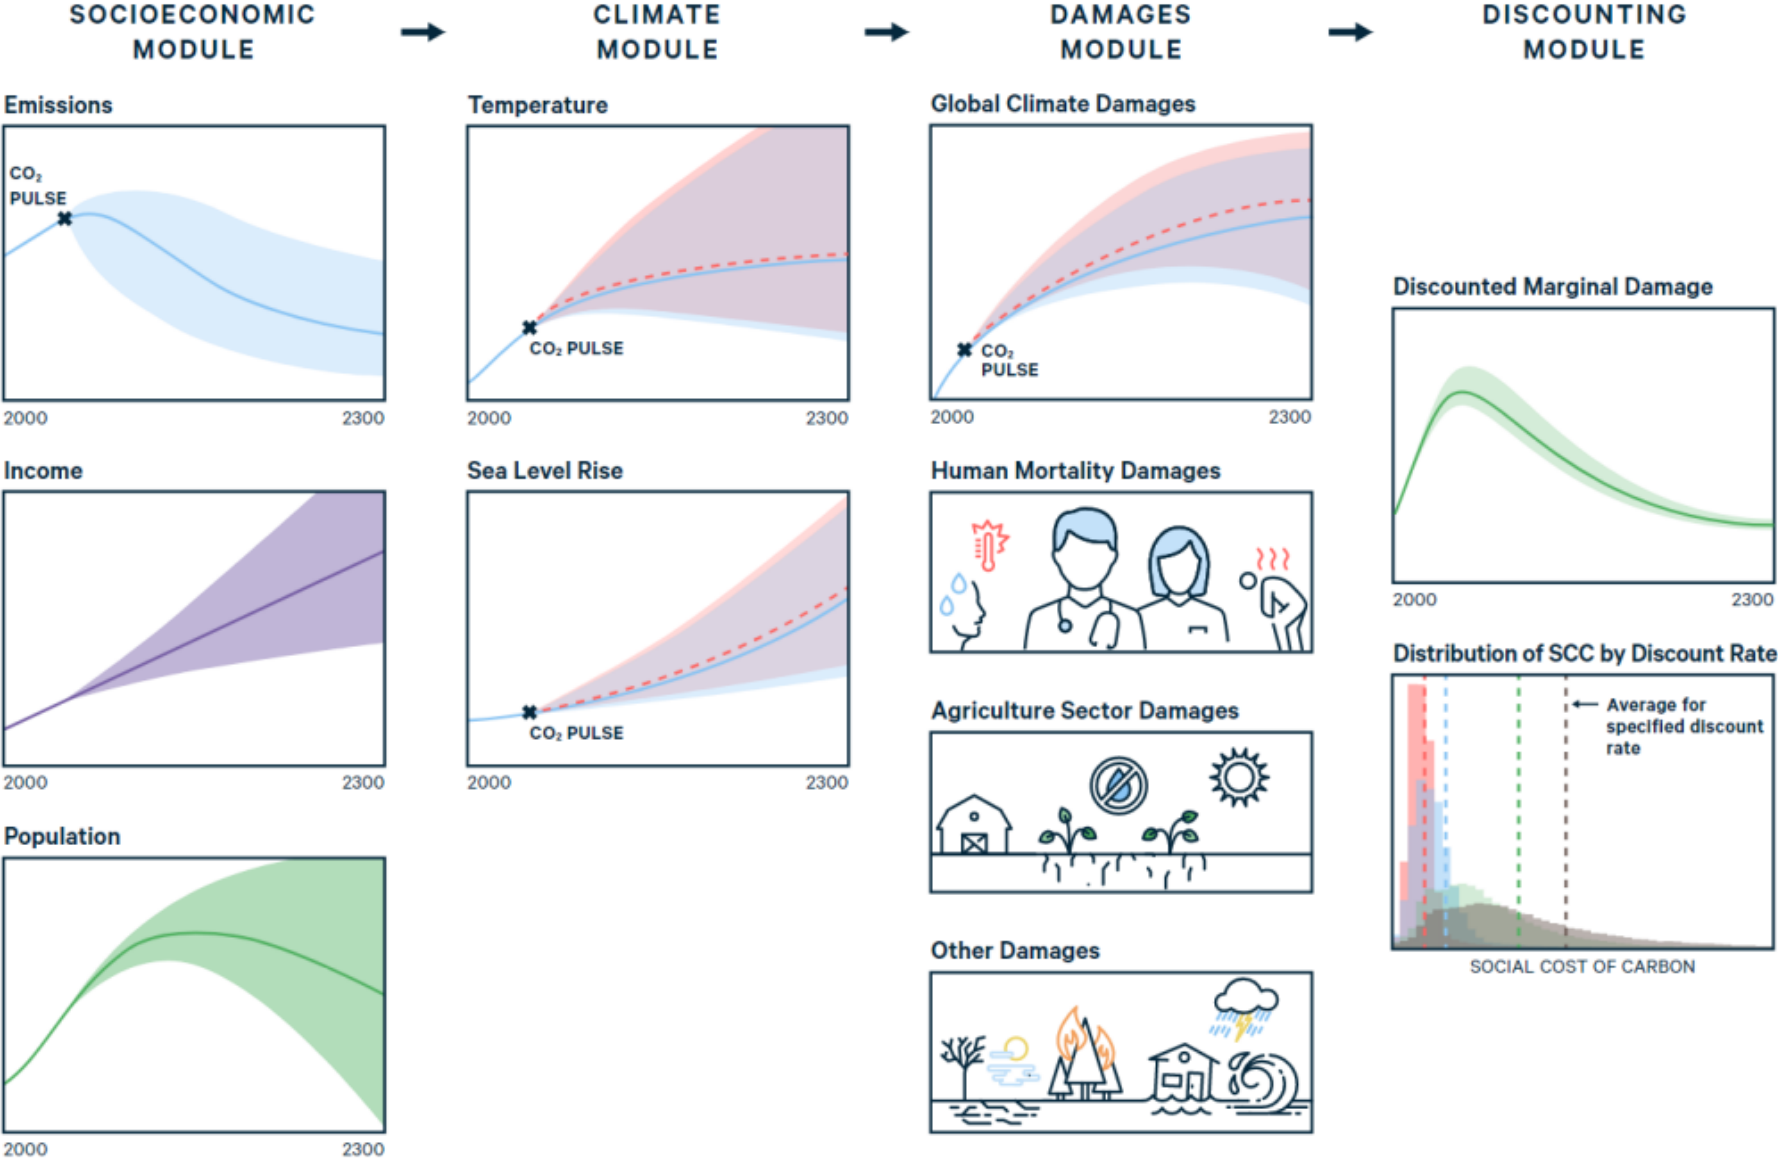 SOCIOECONOMIC
MODULE
CLIMATE
MODULE
DAMAGES
MODULE
DISCOUNTING
MODULE
Emissions
CO₂
PULSE
2000
2300
Income
2000
2300
Population
2000
2300
Temperature
CO₂ PULSE
2000
2300
Sea Level Rise
CO₂ PULSE
2000
2300
Global Climate Damages
CO₂
PULSE
2000
2300
Human Mortality Damages
Agriculture Sector Damages
Other Damages
Discounted Marginal Damage
2000
2300
Distribution of SCC by Discount Rate
Average for
specified discount
rate
SOCIAL COST OF CARBON